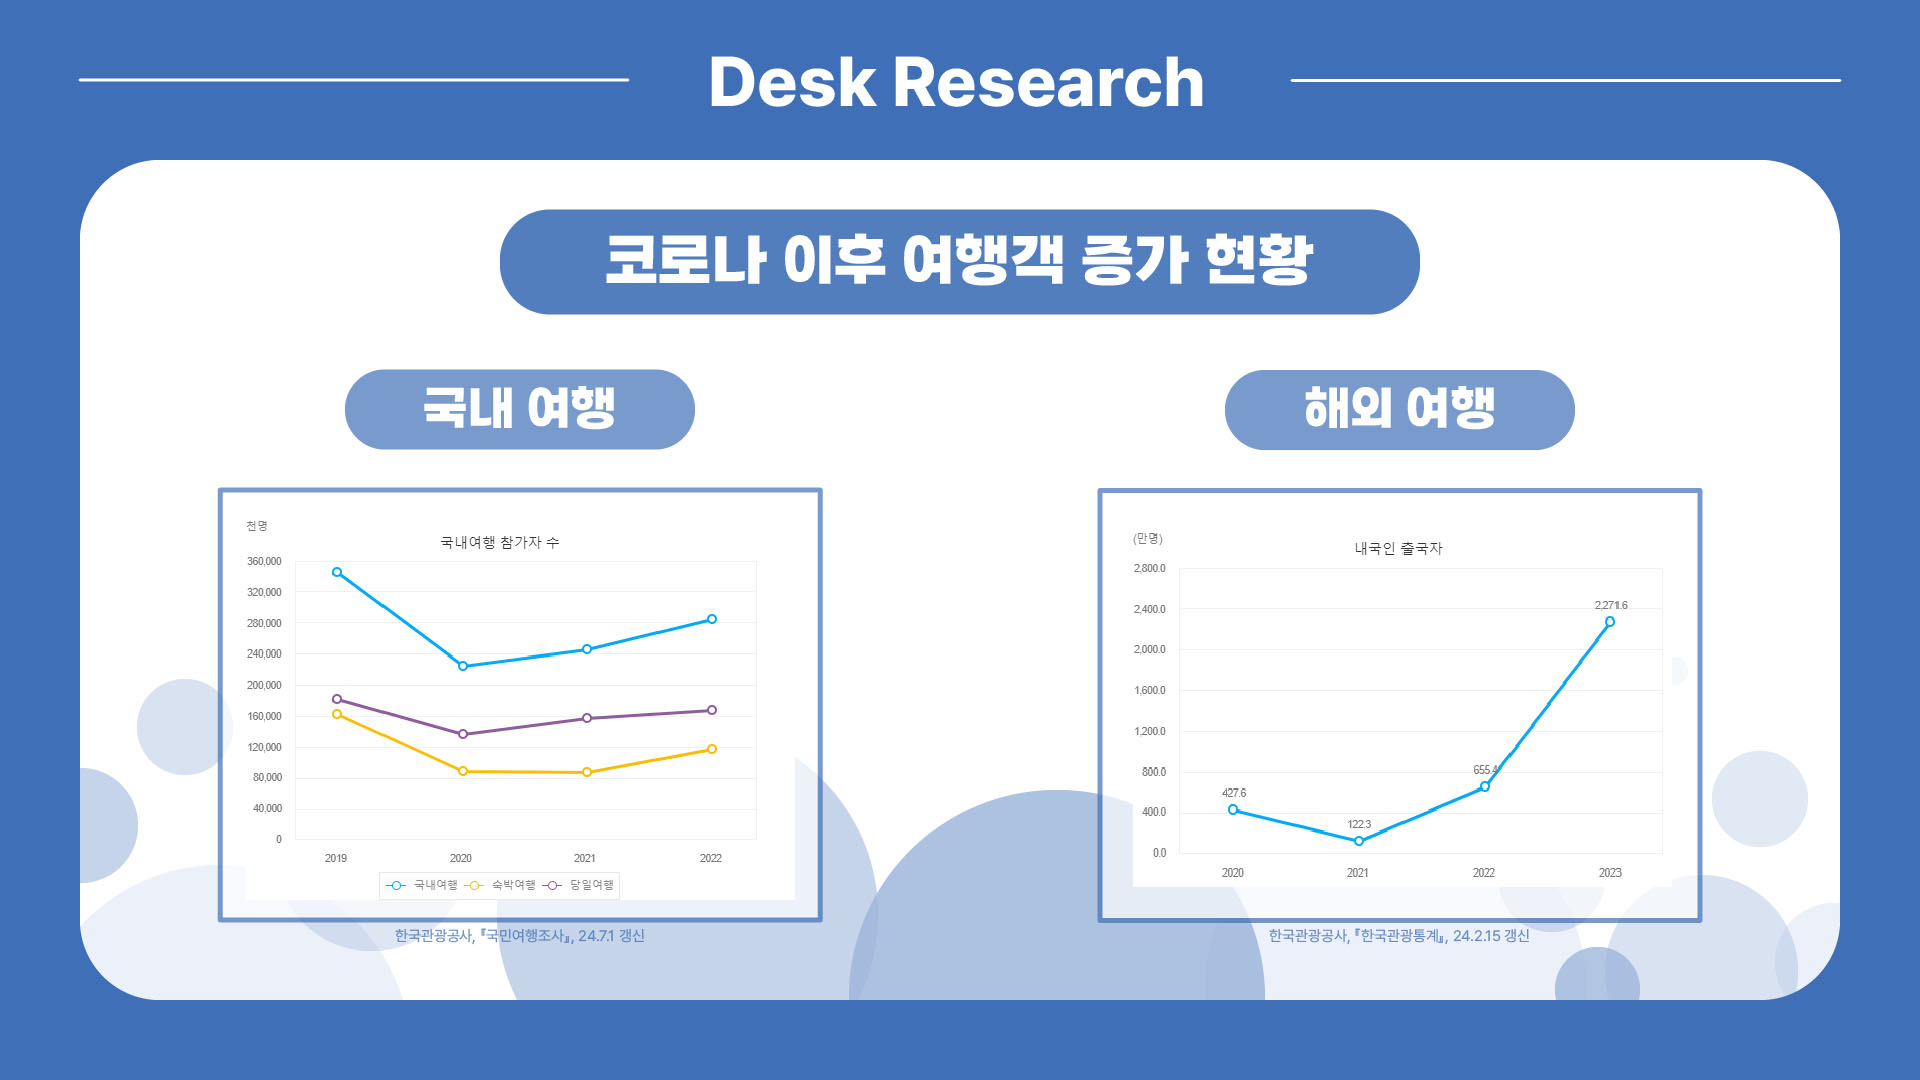 Desk Research
코로나 이후 여행객 증가 현황
국내 여행
천명
국내여행 참가자 수
360,000
320,000
280,000
240,000
200,000
160,000
120,000
80,000
40,000
0
2019 2020 2021 2022
국내여행 숙박여행 당일여행
한국관광공사, 『국민여행조사』, 24.7.1 갱신
해외 여행
(만명)
내국인 출국자
2,800.0
2,400.0
2,000.0
1,600.0
1,200.0
800.0
400.0
0.0
427.6
122.3
655.4
2,271.6
2020 2021 2022 2023
한국관광공사, 『한국관광통계』, 24.2.15 갱신